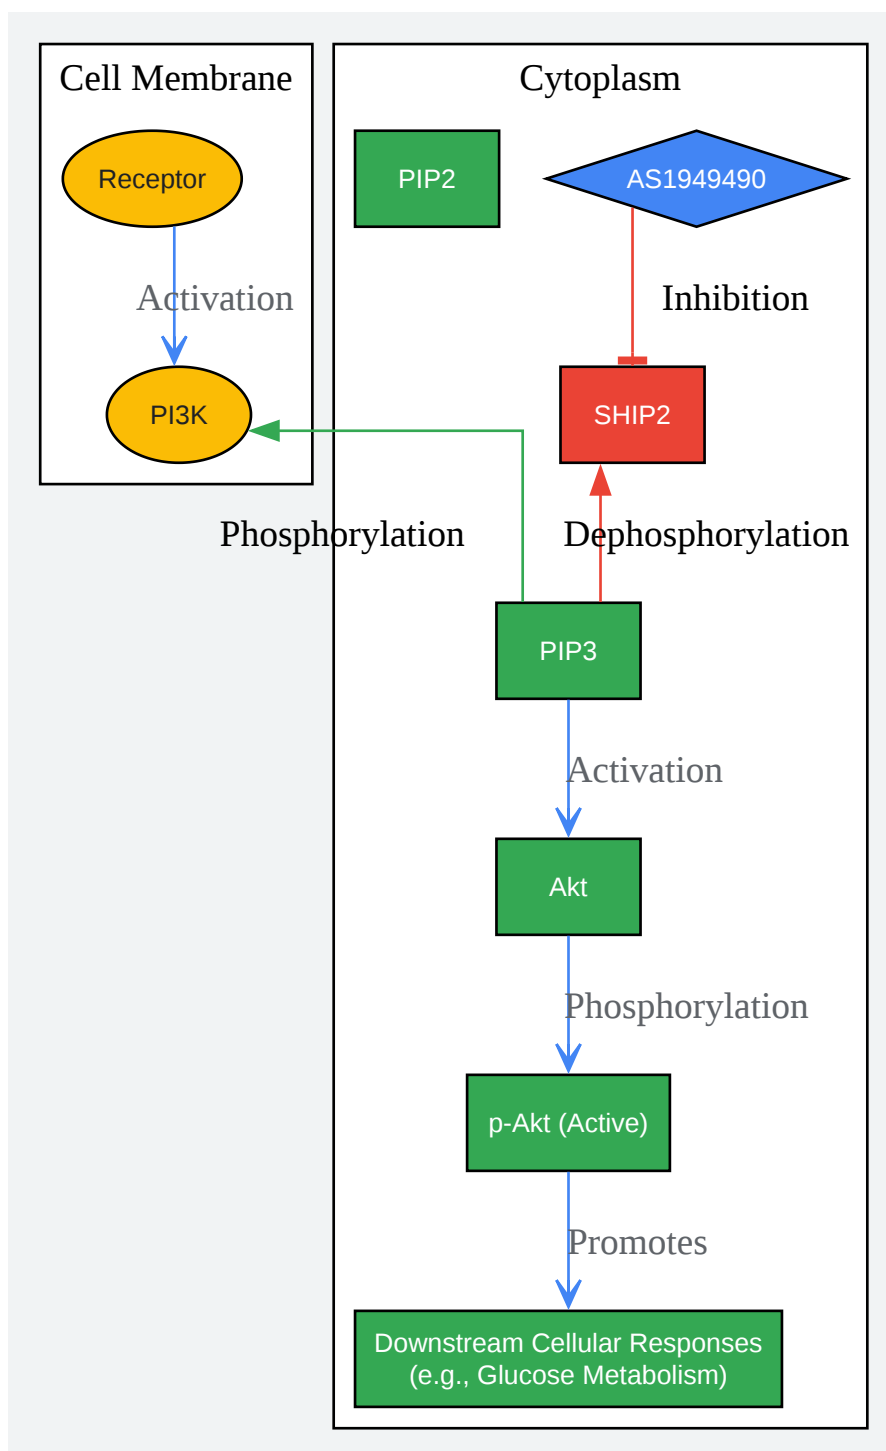 Cell Membrane
Cytoplasm
Receptor
PIP2
AS1949490
Activation
Inhibition
PI3K
SHIP2
Phosphorylation
Dephosphorylation
PIP3
Activation
Akt
Phosphorylation
p-Akt (Active)
Promotes
Downstream Cellular Responses
(e.g., Glucose Metabolism)